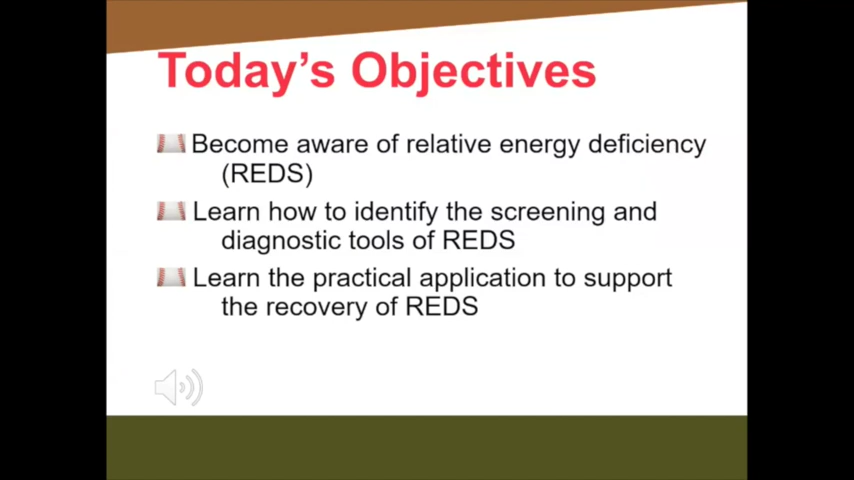 Today's Objectives
Become aware of relative energy deficiency
(REDS)
Learn how to identify the screening and
diagnostic tools of REDS
Learn the practical application to support
the recovery of REDS